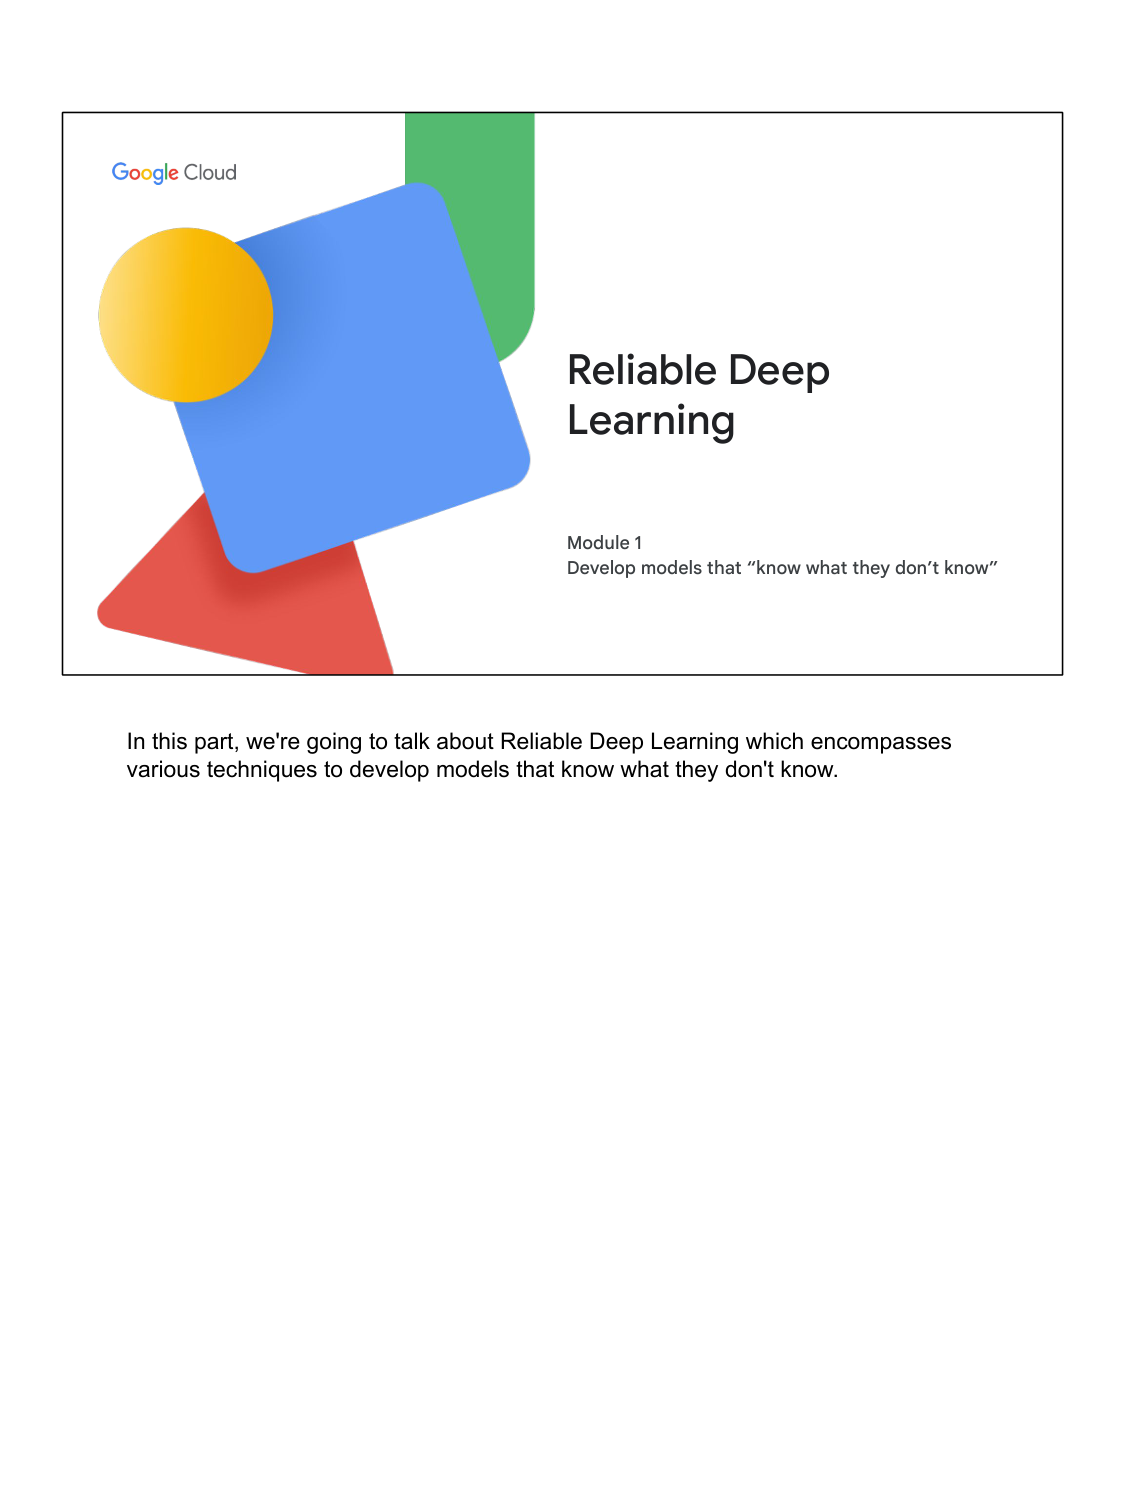 Google Cloud
Reliable Deep
Learning
Module 1
Develop models that “know what they don’t know”
In this part, we're going to talk about Reliable Deep Learning which encompasses
various techniques to develop models that know what they don't know.